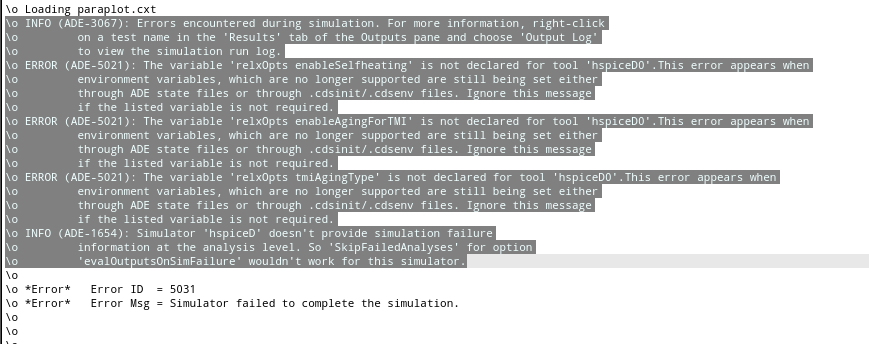 \o Loading paraplot.cxt
\o INFO (ADE-3067): Errors encountered during simulation. For more information, right-click
\o         on a test name in the 'Results' tab of the Outputs pane and choose 'Output Log'
\o         to view the simulation run log.
\o ERROR (ADE-5021): The variable 'relxOpts enableSelfheating' is not declared for tool 'hspiceD0'.This error appears when
\o         environment variables, which are no longer supported are still being set either
\o         through ADE state files or through .cdsinit/.cdsenv files. Ignore this message
\o         if the listed variable is not required.
\o ERROR (ADE-5021): The variable 'relxOpts enableAgingForTMI' is not declared for tool 'hspiceD0'.This error appears when
\o         environment variables, which are no longer supported are still being set either
\o         through ADE state files or through .cdsinit/.cdsenv files. Ignore this message
\o         if the listed variable is not required.
\o ERROR (ADE-5021): The variable 'relxOpts tmiAgingType' is not declared for tool 'hspiceD0'.This error appears when
\o         environment variables, which are no longer supported are still being set either
\o         through ADE state files or through .cdsinit/.cdsenv files. Ignore this message
\o         if the listed variable is not required.
\o INFO (ADE-1654): Simulator 'hspiceD' doesn't provide simulation failure
\o         information at the analysis level. So 'SkipFailedAnalyses' for option
\o         'evalOutputsOnSimFailure' wouldn't work for this simulator.
\o
\o *Error*   Error ID  = 5031
\o *Error*   Error Msg = Simulator failed to complete the simulation.
\o
\o